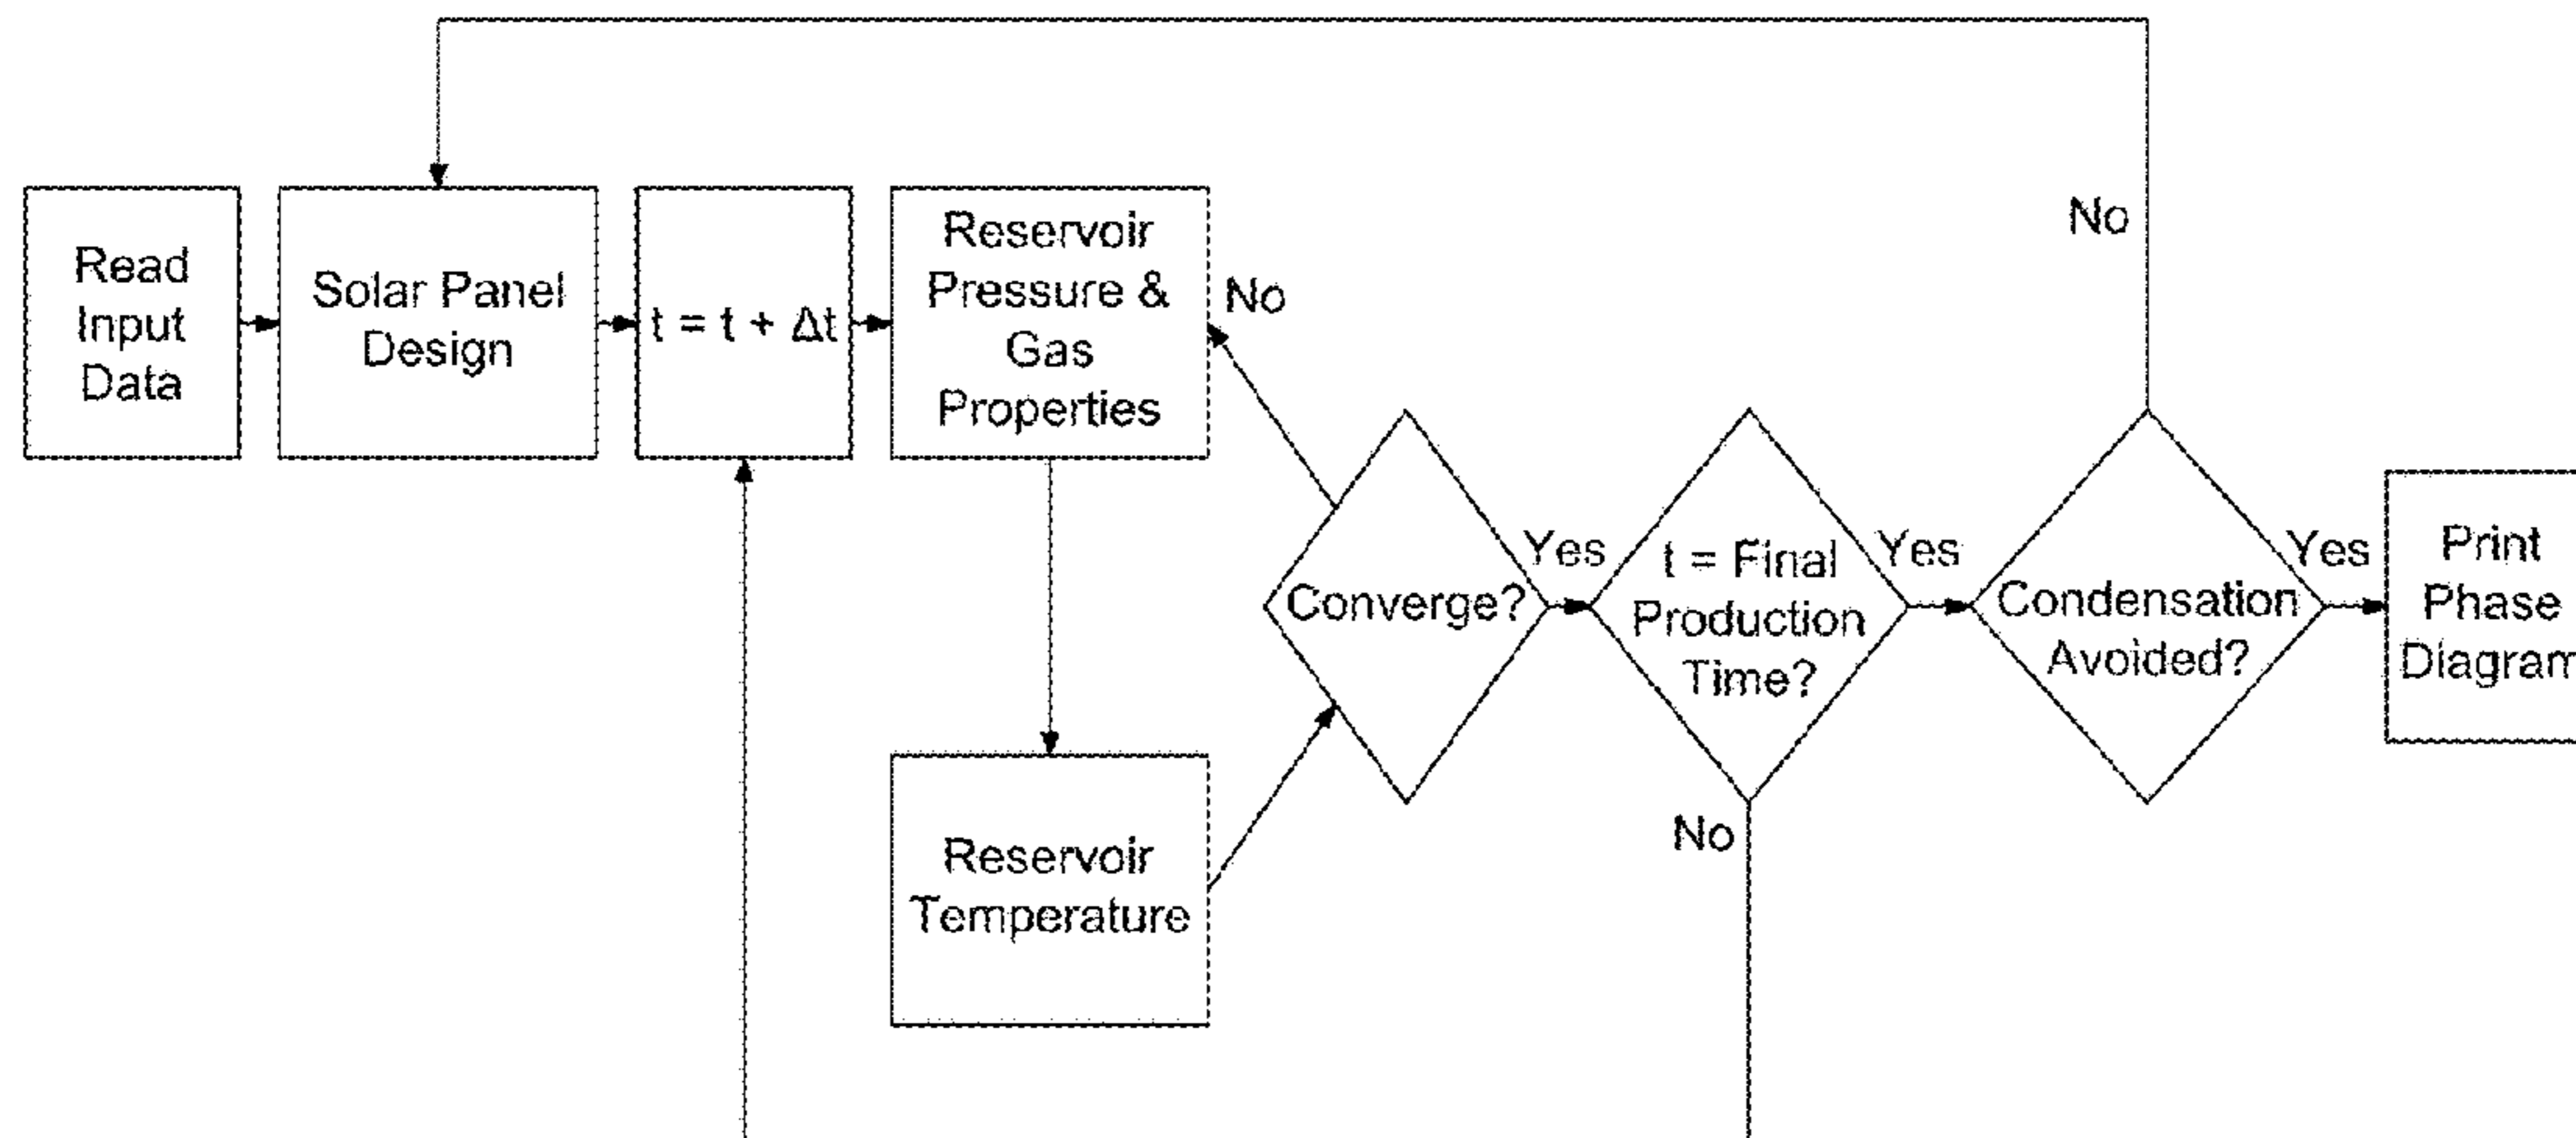 Read
Input
Data
Solar Panel
Design
t = t + Δt
Reservoir
Pressure &
Gas
Properties
No
Reservoir
Temperature
Converge?
Yes
t = Final
Production
Time?
No
Yes
Condensation
Avoided?
No
Yes
Print
Phase
Diagram